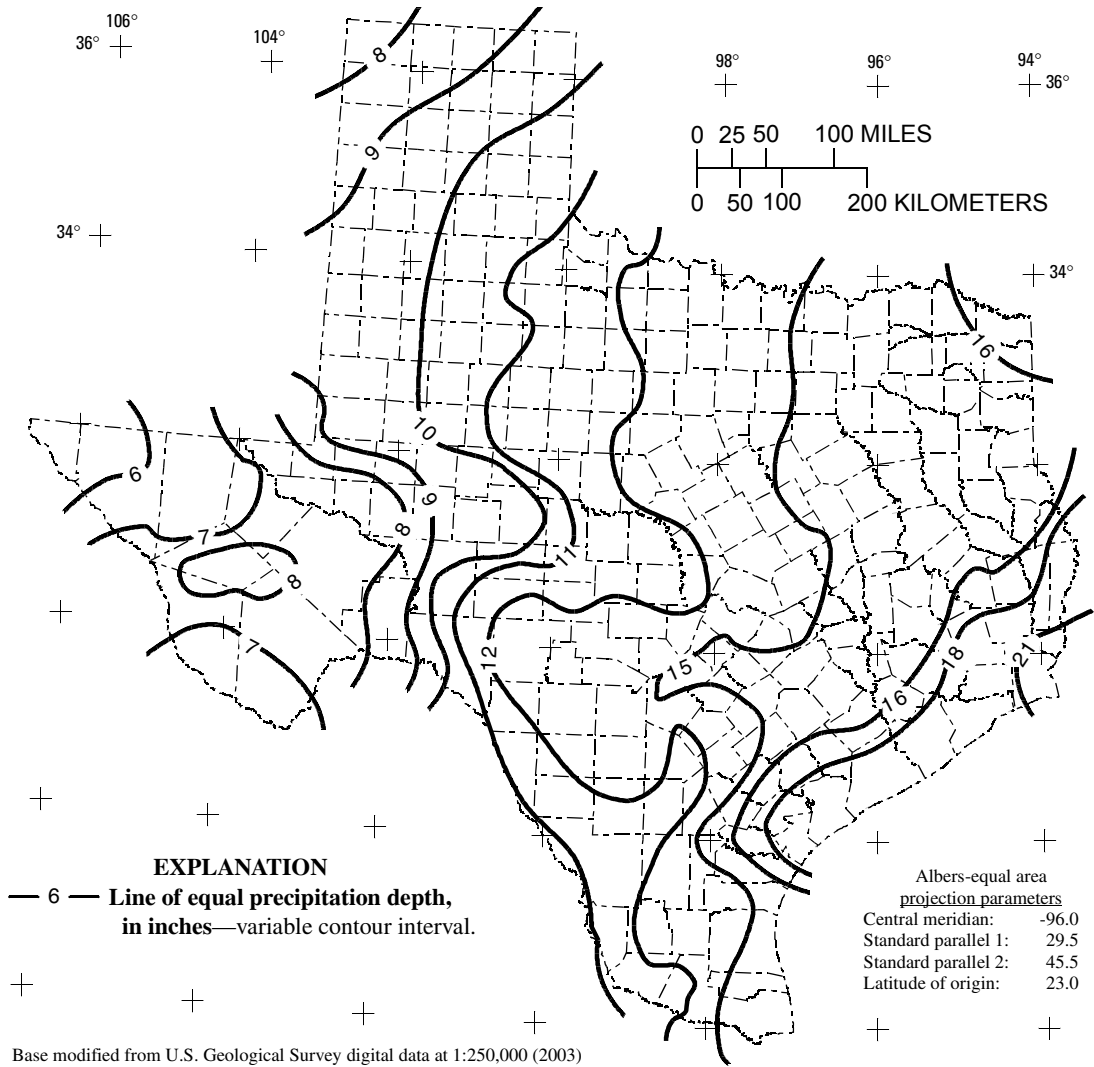 106°
36°
104°
98°
96°
94°
36°
8
0 25 50 100 MILES
9
0 50 100 200 KILOMETERS
34°
34°
16
10
6
9
8
7
11
8
7
12
15
18
21
16
EXPLANATION
6 Line of equal precipitation depth,
in inches—variable contour interval.
Albers-equal area
projection parameters
Central meridian: -96.0
Standard parallel 1: 29.5
Standard parallel 2: 45.5
Latitude of origin: 23.0
Base modified from U.S. Geological Survey digital data at 1:250,000 (2003)